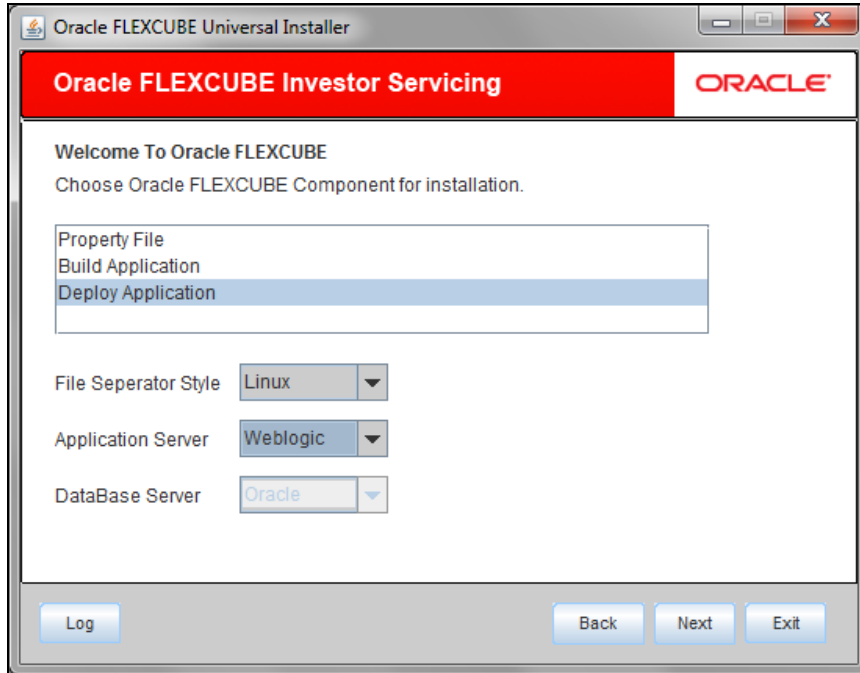 Oracle FLEXCUBE Universal Installer
Oracle FLEXCUBE Investor Servicing
ORACLE
Welcome To Oracle FLEXCUBE
Choose Oracle FLEXCUBE Component for installation.
Property File
Build Application
Deploy Application
File Seperator Style Linux
Application Server Weblogic
DataBase Server Oracle
Log Back Next Exit